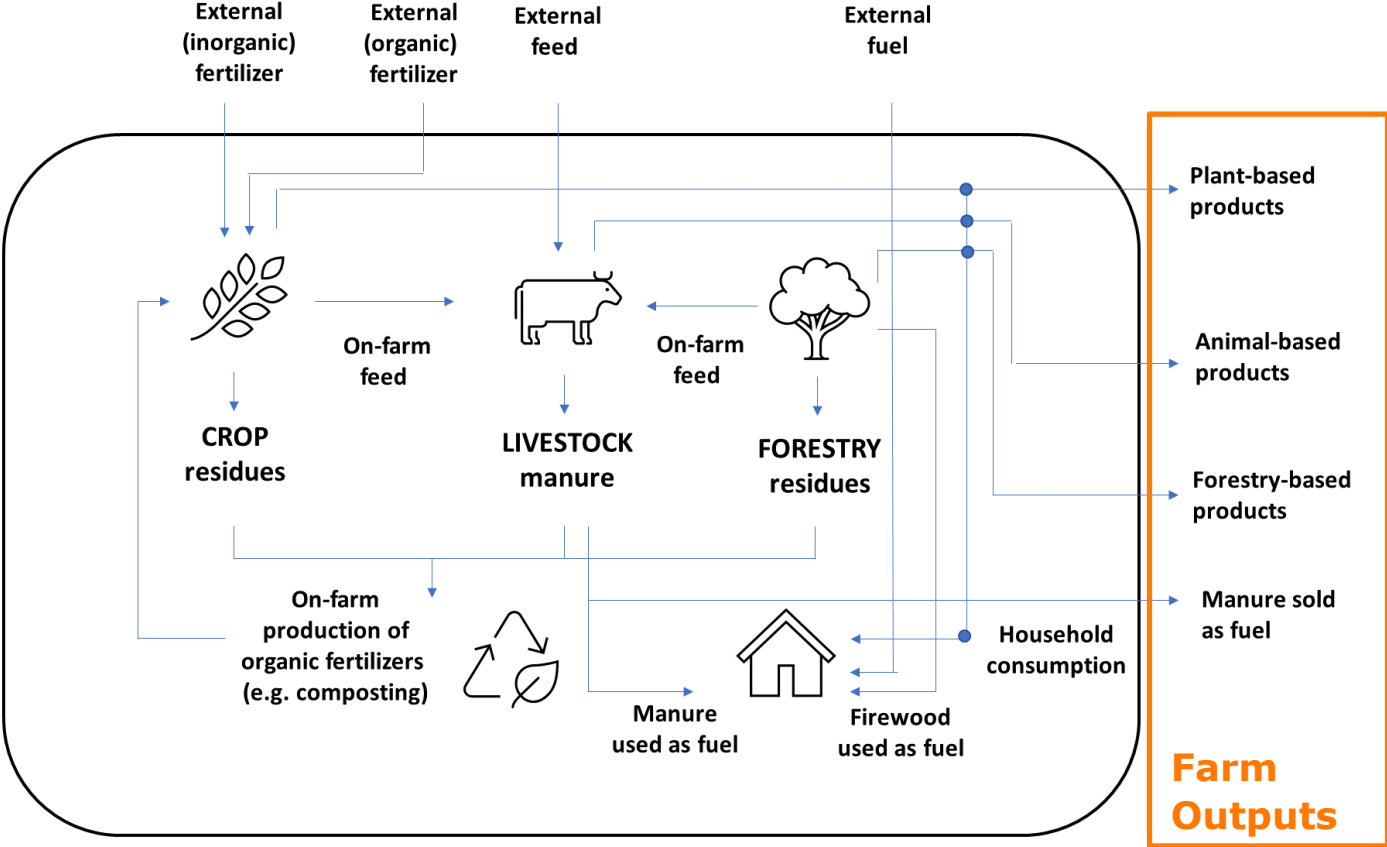 External
(inorganic)
fertilizer
External
(organic)
fertilizer
External
feed
External
fuel
Plant-based
products
On-farm
feed
On-farm
feed
Animal-based
products
CROP
residues
LIVESTOCK
manure
FORESTRY
residues
Forestry-based
products
On-farm
production of
organic fertilizers
(e.g. composting)
Manure sold
as fuel
Household
consumption
Manure
used as fuel
Firewood
used as fuel
Farm
Outputs